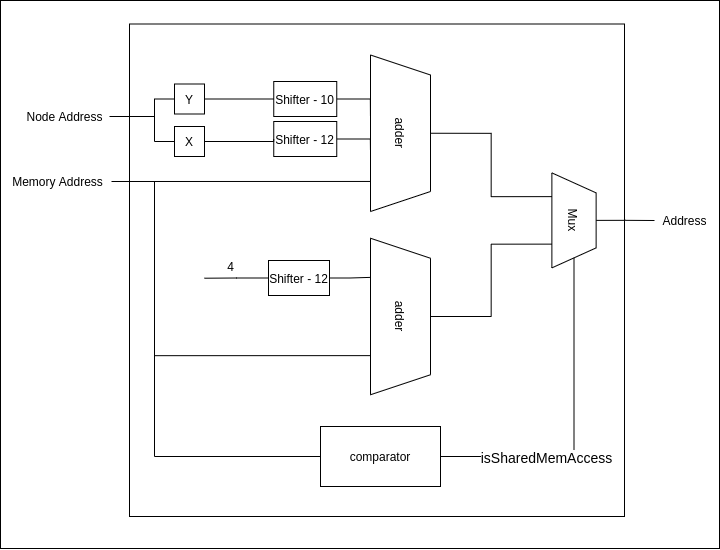 Y
Shifter - 10
Node Address
adder
X
Shifter - 12
Memory Address
Mux
Address
4
Shifter - 12
adder
comparator
isSharedMemAccess